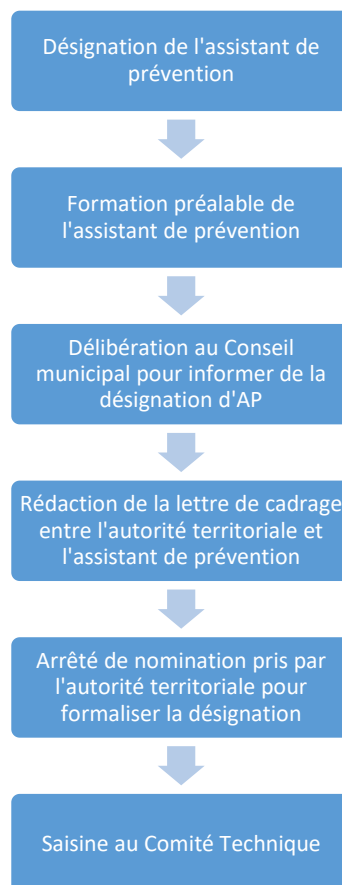 Désignation de l'assistant de
prévention
Formation préalable de
l'assistant de prévention
Délibération au Conseil
municipal pour informer de la
désignation d'AP
Rédaction de la lettre de cadrage
entre l'autorité territoriale et
l'assistant de prévention
Arrêté de nomination pris par
l'autorité territoriale pour
formaliser la désignation
Saisine au Comité Technique